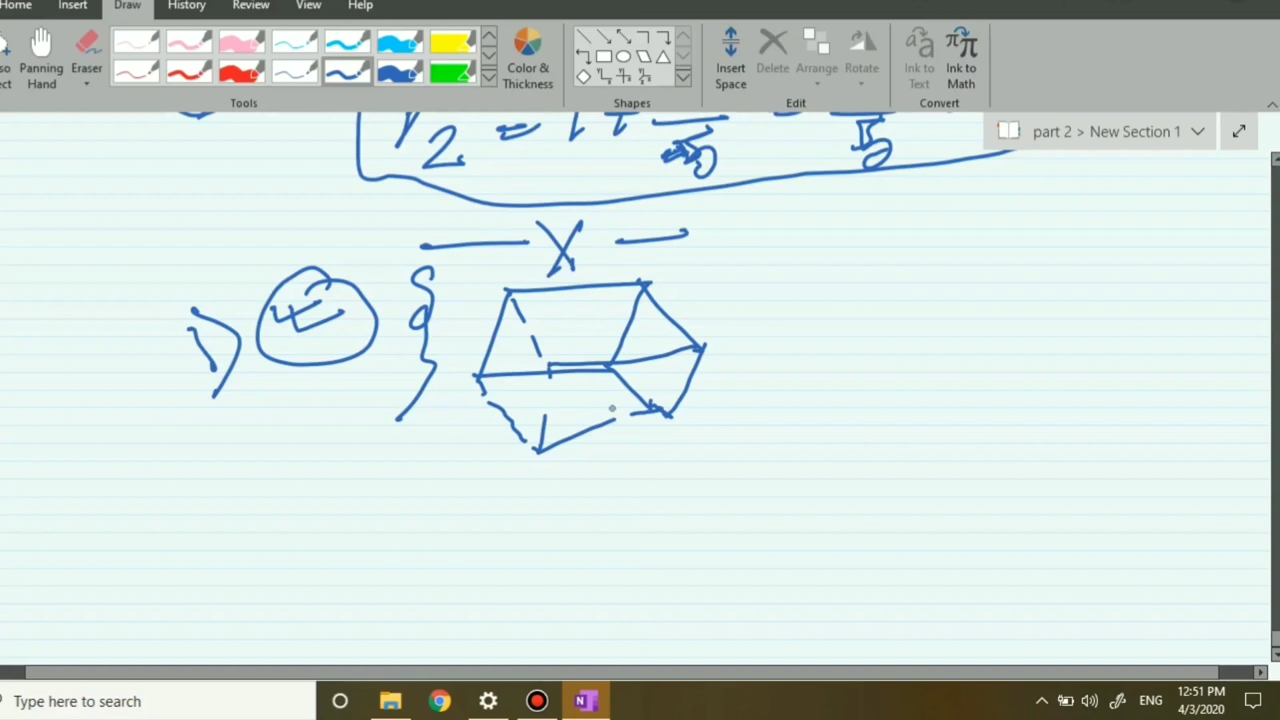 Home Insert Draw History Review View Help
Panning Hand Eraser Color & Thickness Insert Space Delete Arrange Rotate Ink to Text Ink to Math
Tools Shapes Edit Convert
part 2 > New Section 1
2 = 1 +
X
Type here to search
ENG
12:51 PM
4/3/2020